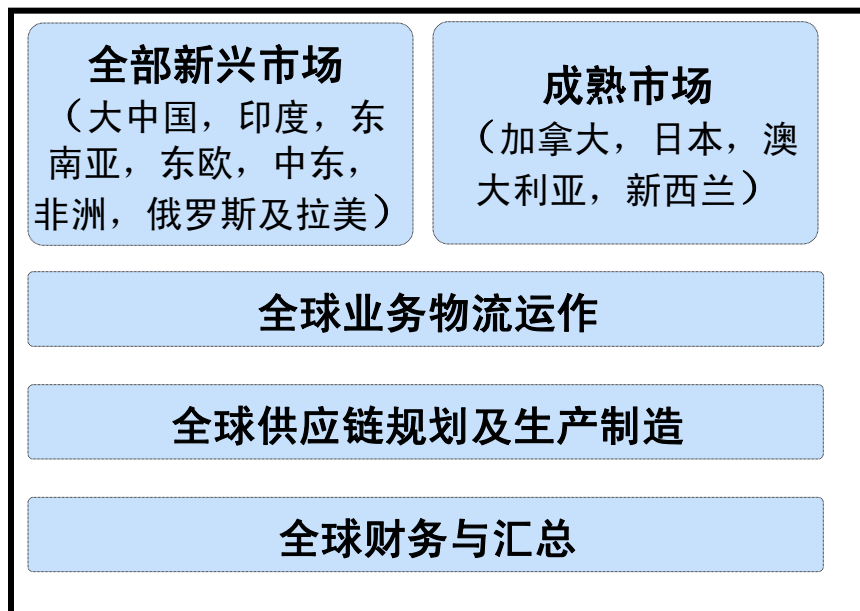 全部新兴市场
（大中国，印度，东
南亚，东欧，中东，
非洲，俄罗斯及拉美）
成熟市场
（加拿大，日本，澳
大利亚，新西兰）
全球业务物流运作
全球供应链规划及生产制造
全球财务与汇总